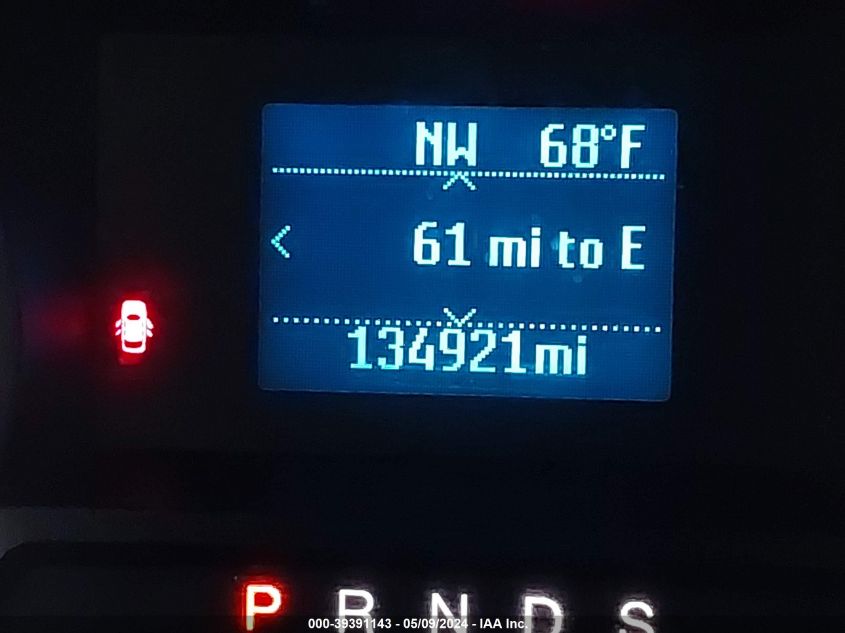 NW 68°F
< 61 mi to E
134921mi
P R N D S
000-39391143 - 05/09/2024 - IAA Inc.